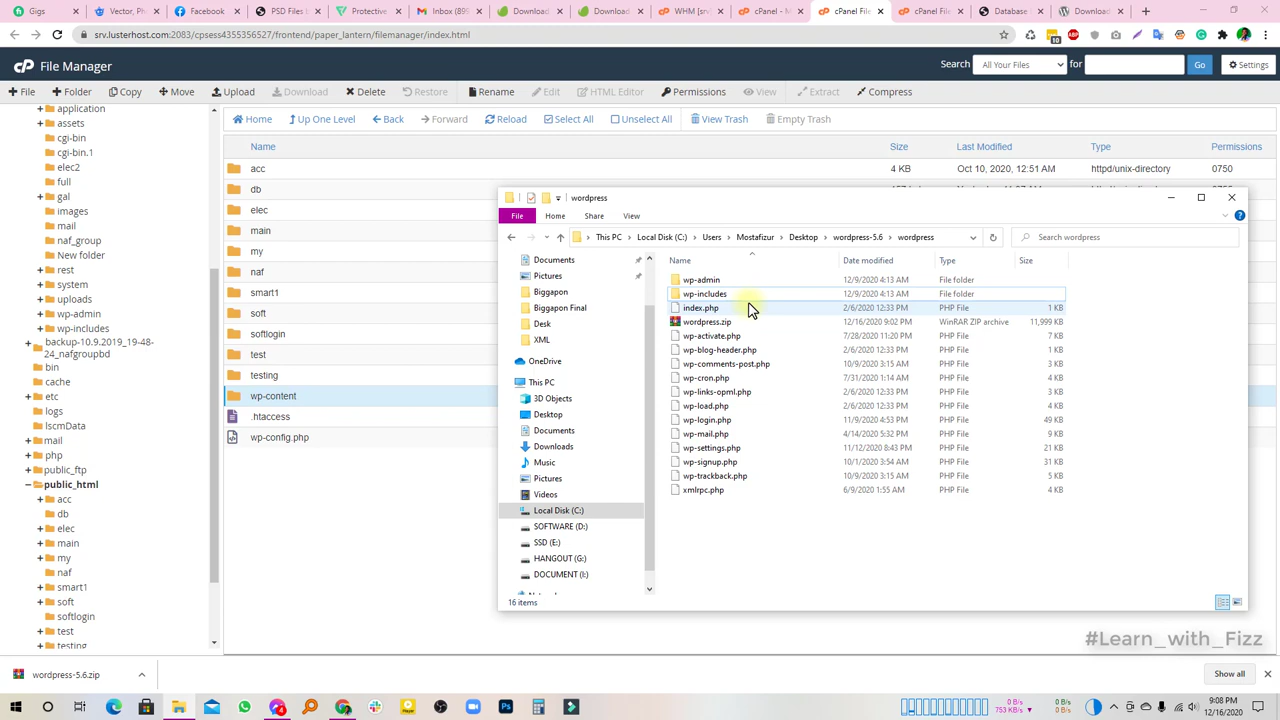 Gigs
Vector, Ph
Facebook
PSD Files
Protective
Inbox (899
Download
Download
WHM [srv
cPanel – M
cPanel File
cPanel File
Database
Download
srv.lusterhost.com:2083/cpsess4355356527/frontend/paper_lantern/filemanager/index.html
cP File Manager
Search All Your Files for Go Settings
File Folder Copy Move Upload Download Delete Restore Rename Edit HTML Editor Permissions View Extract Compress
Home Up One Level Back Forward Reload Select All Unselect All View Trash Empty Trash
application
assets
cgi-bin
cgi-bin.1
elec2
full
gal
images
mail
naf_group
New folder
rest
system
uploads
wp-admin
wp-includes
backup-10.9.2019_19-48-
24_nafgroupbd
bin
cache
etc
logs
lscmData
mail
php
public_ftp
public_html
acc
db
elec
main
my
naf
smart1
soft
softlogin
test
testing
Name Size Last Modified Type Permissions
acc 4 KB Oct 10, 2020, 12:51 AM httpd/unix-directory 0750
db
elec
main
my
naf
smart1
soft
softlogin
test
testing
wp-content
.htaccess
wp-config.php
wordpress
File Home Share View
This PC Local Disk (C:) Users Mostafizur Desktop wordpress-5.6 wordpress
Search wordpress
Documents
Pictures
Biggapon
Biggapon Final
Desk
XML
OneDrive
This PC
3D Objects
Desktop
Documents
Downloads
Music
Pictures
Videos
Local Disk (C:)
SOFTWARE (D:)
SSD (E:)
HANGOUT (G:)
DOCUMENT (I:)
Name Date modified Type Size
wp-admin 12/9/2020 4:13 AM File folder
wp-includes 12/9/2020 4:13 AM File folder
index.php 2/6/2020 12:33 PM PHP File 1 KB
wordpress.zip 12/16/2020 9:02 PM WinRAR ZIP archive 11,999 KB
wp-activate.php 7/28/2020 11:20 PM PHP File 7 KB
wp-blog-header.php 2/6/2020 12:33 PM PHP File 1 KB
wp-comments-post.php 10/9/2020 3:15 AM PHP File 3 KB
wp-cron.php 7/31/2020 1:14 AM PHP File 4 KB
wp-links-opml.php 2/6/2020 12:33 PM PHP File 3 KB
wp-load.php 2/6/2020 12:33 PM PHP File 4 KB
wp-login.php 11/9/2020 4:53 PM PHP File 49 KB
wp-mail.php 4/14/2020 5:32 PM PHP File 9 KB
wp-settings.php 11/12/2020 8:43 PM PHP File 21 KB
wp-signup.php 10/1/2020 3:54 AM PHP File 31 KB
wp-trackback.php 10/9/2020 3:15 AM PHP File 5 KB
xmlrpc.php 6/9/2020 1:55 AM PHP File 4 KB
16 items
#Learn_with_Fizz
wordpress-5.6.zip
Show all
0 B/s
753 KB/s
0 B/s
0 B/s
9:08 PM
12/16/2020